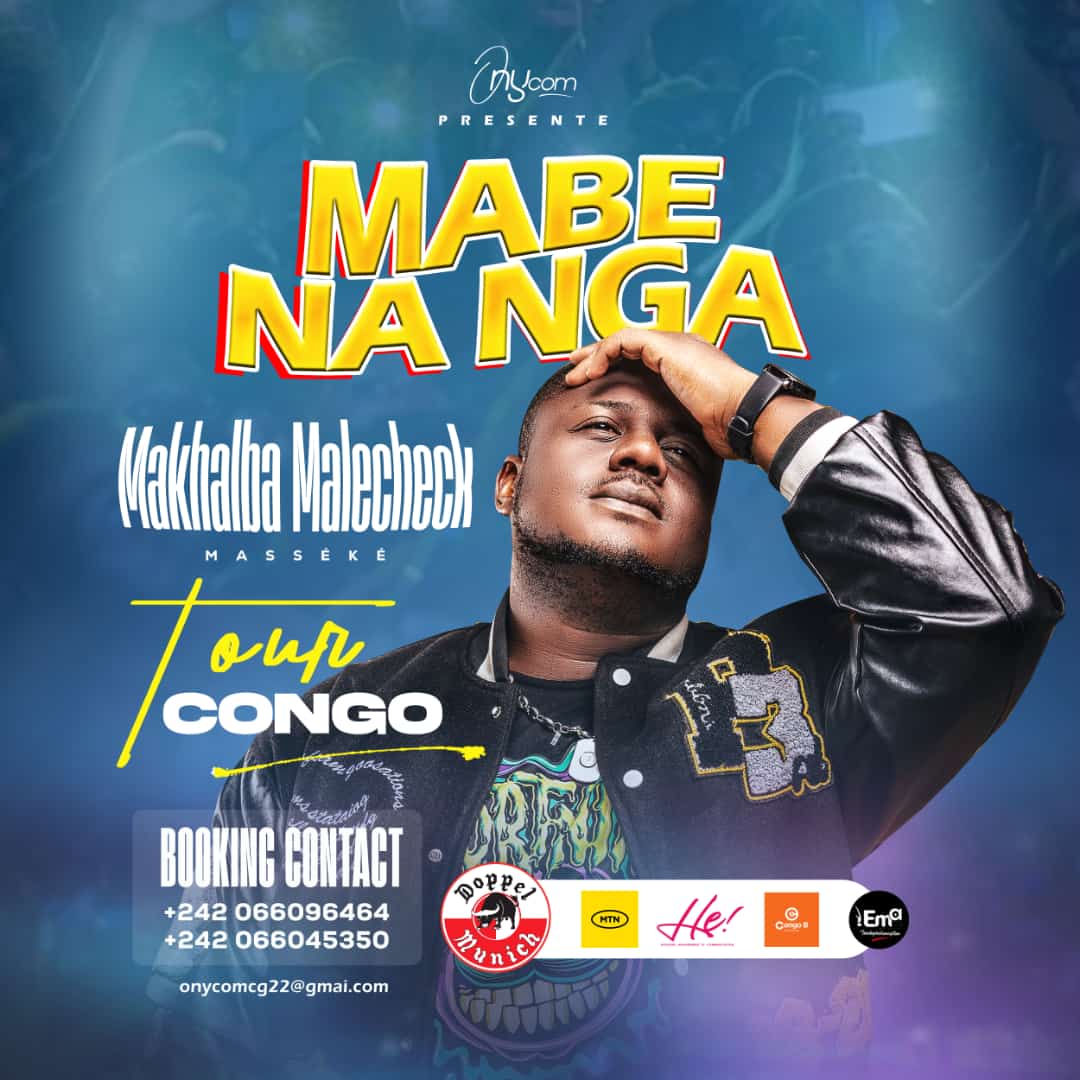 Onycom
PRESENTE
MABE
NA NGA
Makhalba Malecheck
MASSÉKÉ
Tour
CONGO
BOOKING CONTACT
+242 066096464
+242 066045350
onycomcg22@gmai.com
Doppel
Munich
MTN
He!
Congo B
Ema